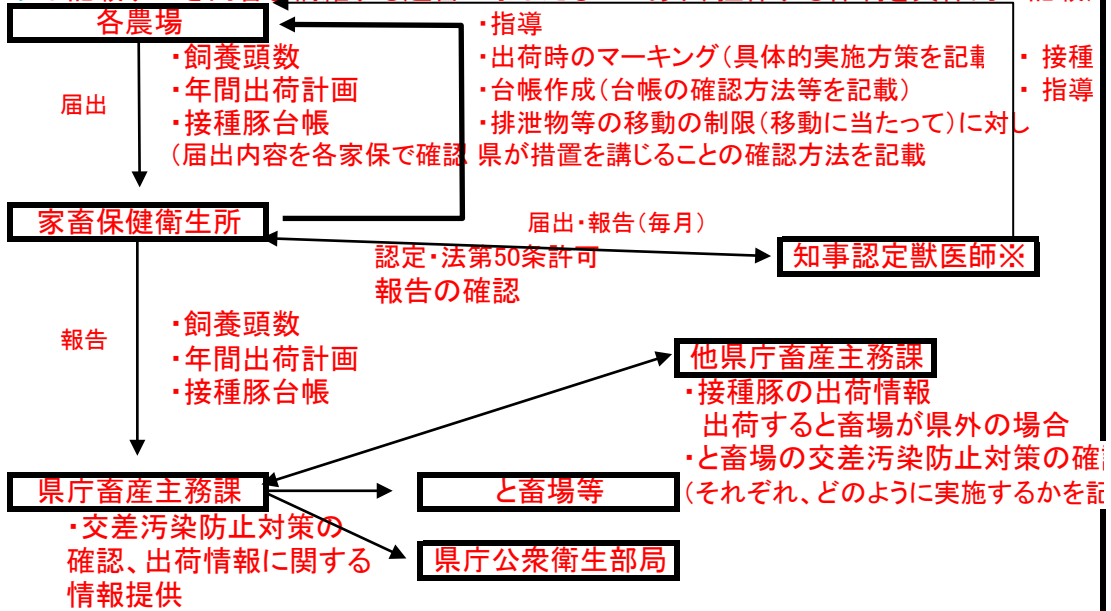 各農場
・飼養頭数
・年間出荷計画
・接種豚台帳
(届出内容を各家保で確認
届出
・指導
・出荷時のマーキング(具体的実施方策を記載
・台帳作成(台帳の確認方法等を記載)
・排泄物等の移動の制限(移動に当たって)に対し
県が措置を講じることの確認方法を記載
・ 接種
・ 指導
家畜保健衛生所
届出・報告(毎月)
認定・法第50条許可
報告の確認
知事認定獣医師※
報告
・飼養頭数
・年間出荷計画
・接種豚台帳
他県庁畜産主務課
・接種豚の出荷情報
出荷すると畜場が県外の場合
・と畜場の交差汚染防止対策の確
(それぞれ、どのように実施するかを記
県庁畜産主務課
・交差汚染防止対策の
確認、出荷情報に関する
情報提供
と畜場等
県庁公衆衛生部局